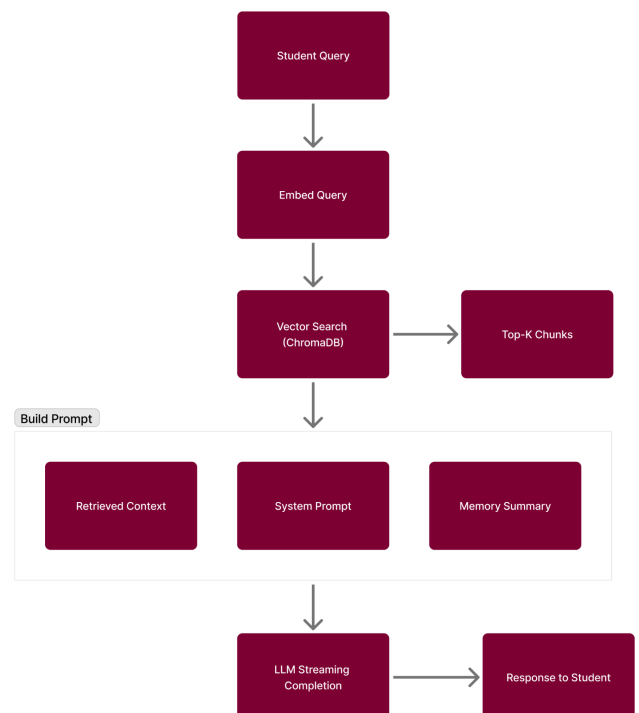 Student Query
Embed Query
Vector Search
(ChromaDB)
Top-K Chunks
Build Prompt
Retrieved Context
System Prompt
Memory Summary
LLM Streaming
Completion
Response to Student